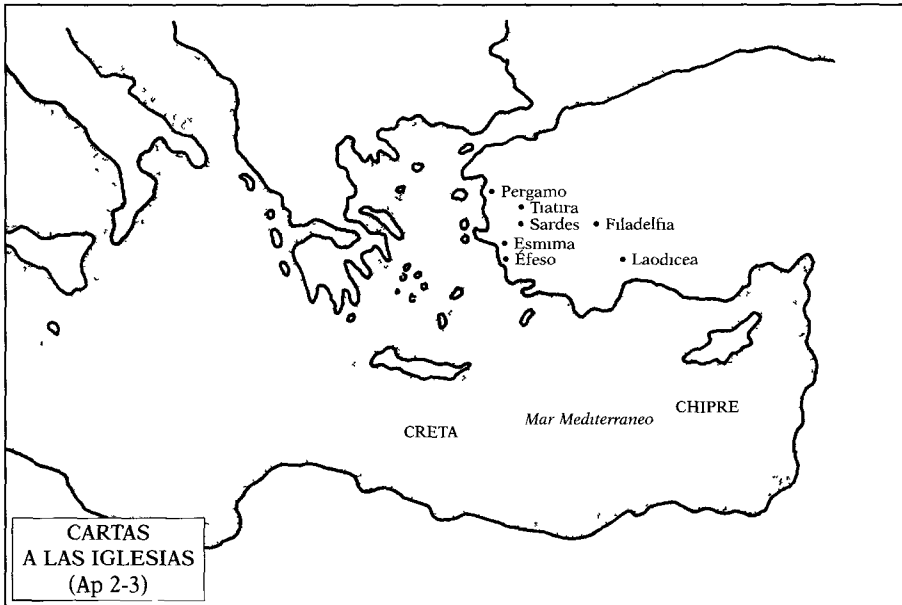 Pergamo
Tiatira
Sardes
Filadelfia
Esmirna
Éfeso
Laodicea
CHIPRE
Mar Mediterraneo
CRETA
CARTAS
A LAS IGLESIAS
(Ap 2-3)